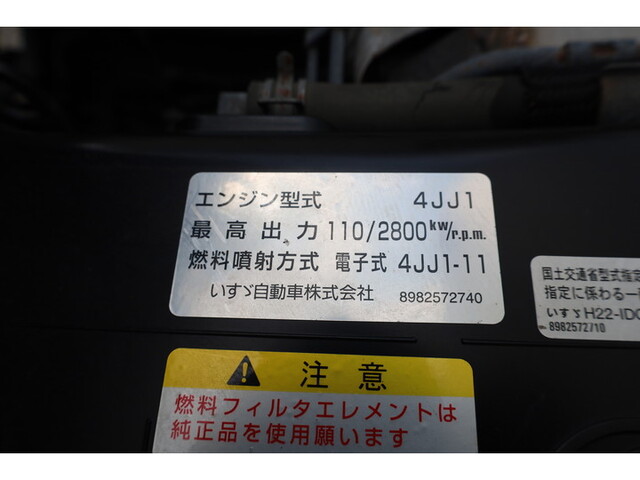 エンジン型式 4JJ1
最高出力 110/2800kw/r.p.m.
燃料噴射方式 電子式 4JJ1-11
いすゞ自動車株式会社 8982572740
国土交通省型式指定
指定に係わる一
いすゞH22-IDC
8982572710
注意
燃料フィルタエレメントは
純正品を使用願います